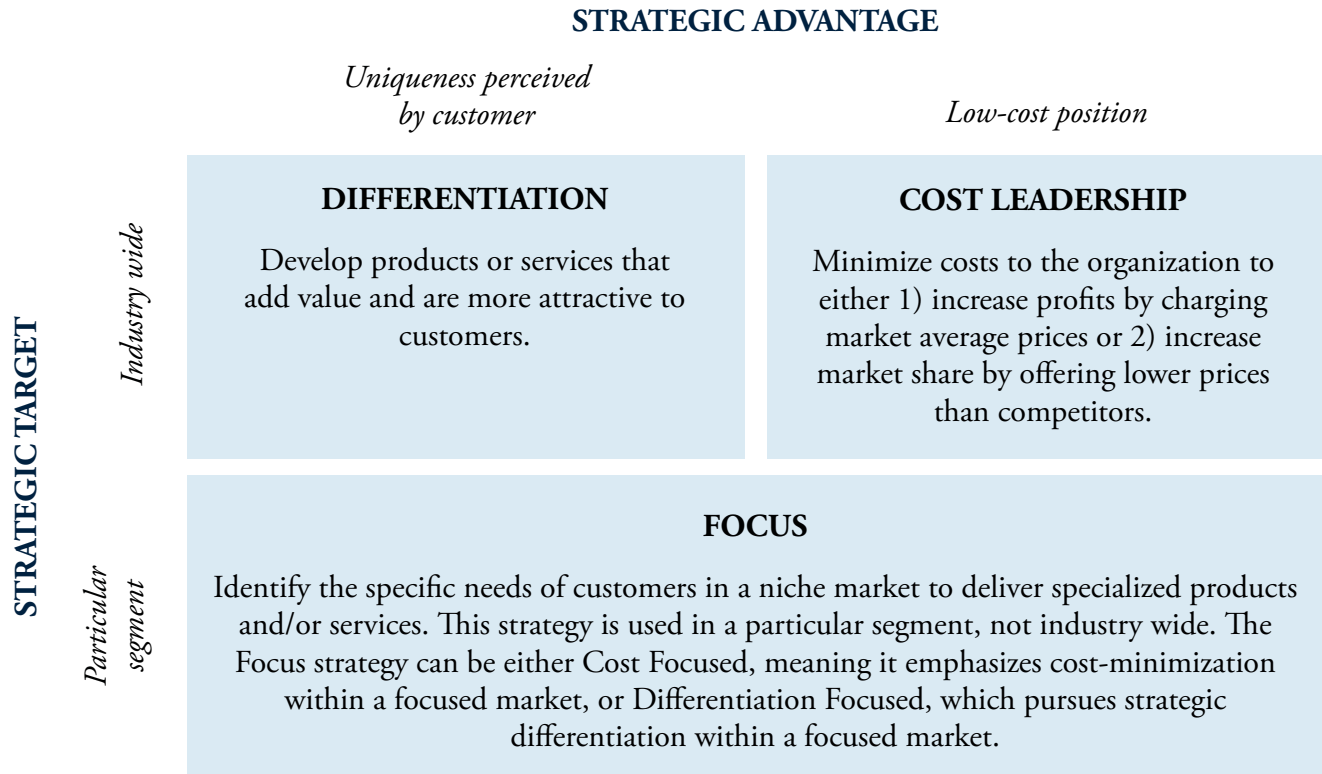 STRATEGIC ADVANTAGE
Uniqueness perceived
by customer
Low-cost position
STRATEGIC TARGET
Industry wide
DIFFERENTIATION
Develop products or services that
add value and are more attractive to
customers.
COST LEADERSHIP
Minimize costs to the organization to
either 1) increase profits by charging
market average prices or 2) increase
market share by offering lower prices
than competitors.
Particular
segment
FOCUS
Identify the specific needs of customers in a niche market to deliver specialized products
and/or services. This strategy is used in a particular segment, not industry wide. The
Focus strategy can be either Cost Focused, meaning it emphasizes cost-minimization
within a focused market, or Differentiation Focused, which pursues strategic
differentiation within a focused market.